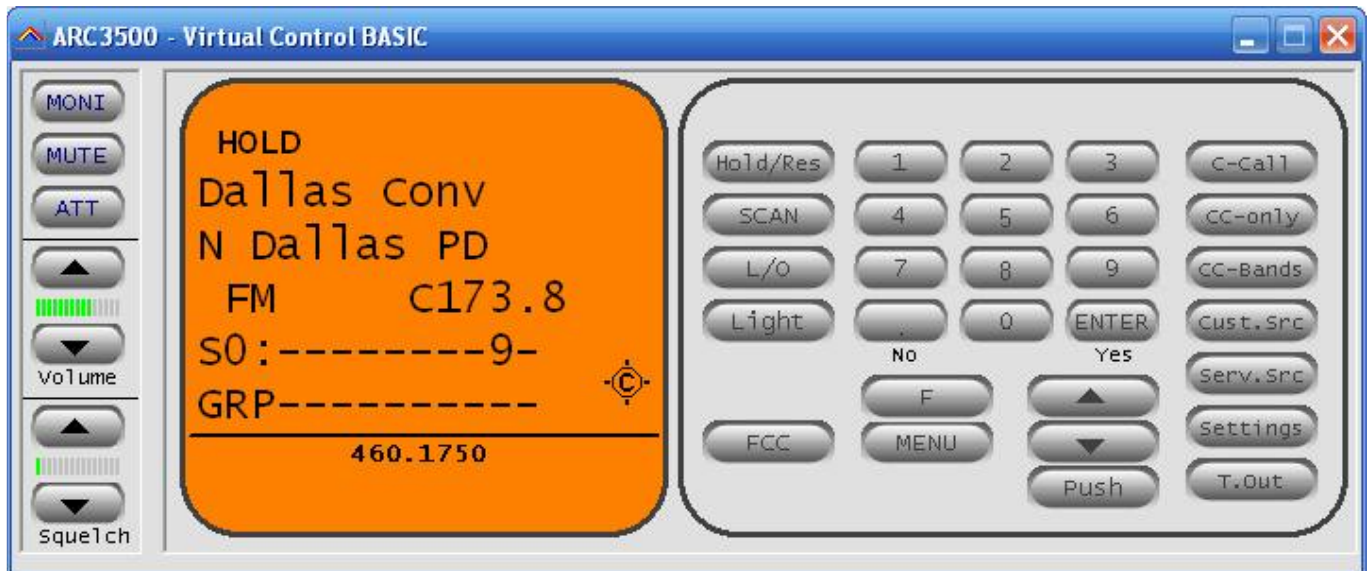 ARC3500 - Virtual Control BASIC
MONI
MUTE
ATT
Volume
Squelch
HOLD
Dallas Conv
N Dallas PD
FM C173.8
S0:--------9-
GRP----------
C
460.1750
Hold/Res 1 2 3 C-Call
SCAN 4 5 6 CC-only
L/O 7 8 9 CC-Bands
Light . 0 ENTER Cust.Src
No Yes
Serv.Src
F
FCC MENU Settings
Push T.Out